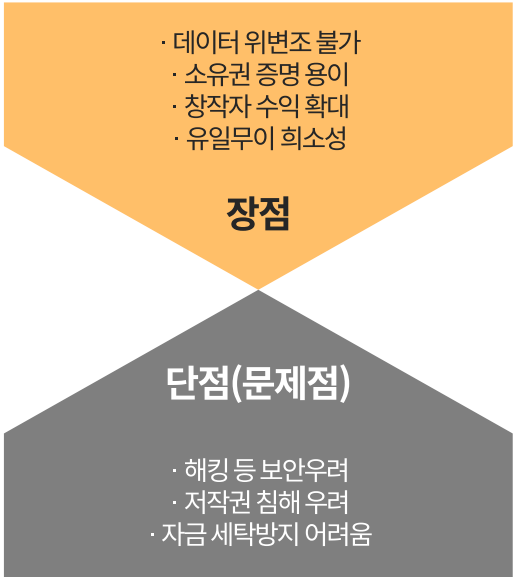 · 데이터 위변조 불가
· 소유권 증명 용이
· 창작자 수익 확대
· 유일무이 희소성
장점
단점(문제점)
· 해킹 등 보안우려
· 저작권 침해 우려
· 자금 세탁방지 어려움